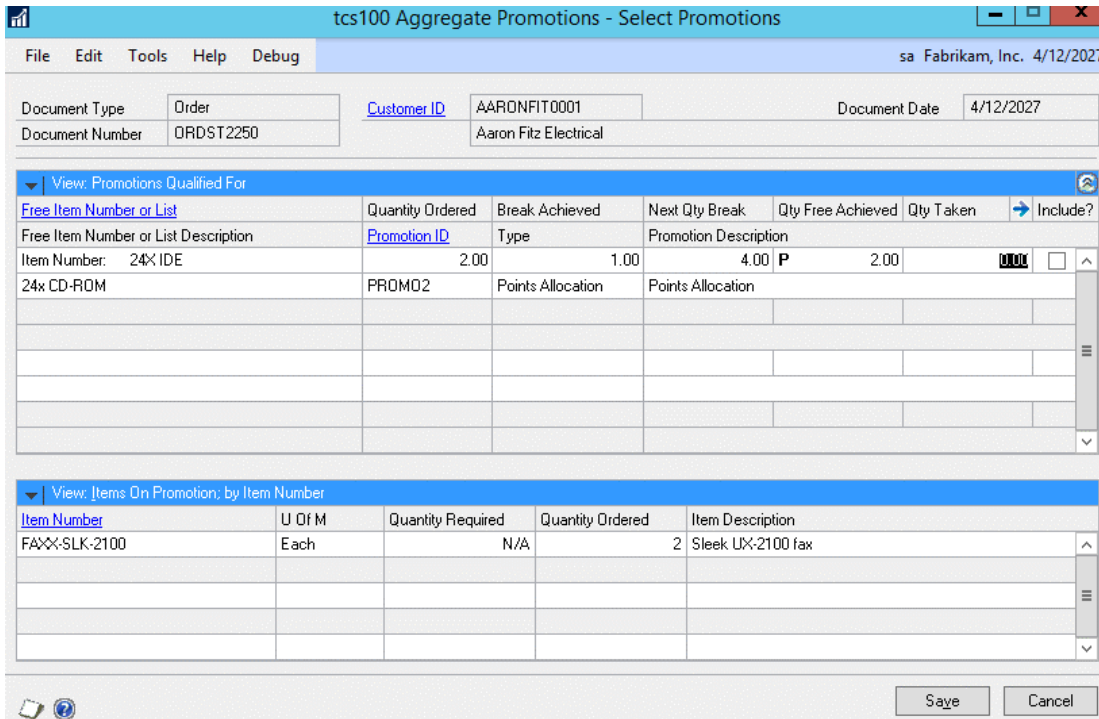 tcs100 Aggregate Promotions - Select Promotions
File Edit Tools Help Debug sa Fabrikam, Inc. 4/12/2027
Document Type Order Customer ID AARONFIT0001 Document Date 4/12/2027
Document Number ORDST2250 Aaron Fitz Electrical
View: Promotions Qualified For
Free Item Number or List Quantity Ordered Break Achieved Next Qty Break Qty Free Achieved Qty Taken Include?
Free Item Number or List Description Promotion ID Type Promotion Description
Item Number: 24X IDE 2.00 1.00 4.00 P 2.00 0.00
24x CD-ROM PROMO2 Points Allocation Points Allocation
View: Items On Promotion; by Item Number
Item Number U Of M Quantity Required Quantity Ordered Item Description
FAXX-SLK-2100 Each N/A 2 Sleek UX-2100 fax
Save Cancel